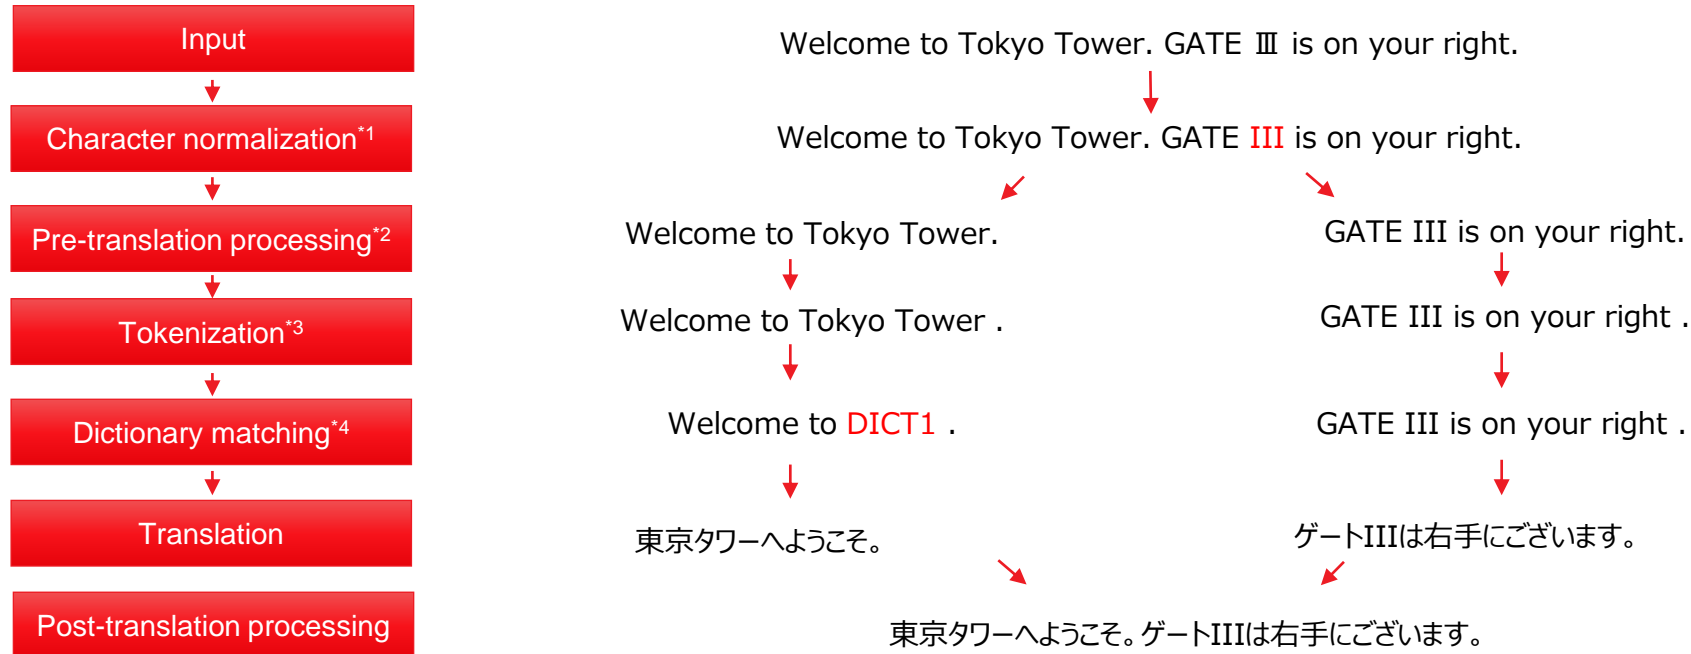 Input
Welcome to Tokyo Tower. GATE Ⅲ is on your right.
Character normalization*1
Welcome to Tokyo Tower. GATE III is on your right.
Pre-translation processing*2
Welcome to Tokyo Tower.
GATE III is on your right.
Tokenization*3
Welcome to Tokyo Tower .
GATE III is on your right .
Dictionary matching*4
Welcome to DICT1 .
GATE III is on your right .
Translation
東京タワーへようこそ。
ゲートIIIは右手にございます。
Post-translation processing
東京タワーへようこそ。ゲートIIIは右手にございます。